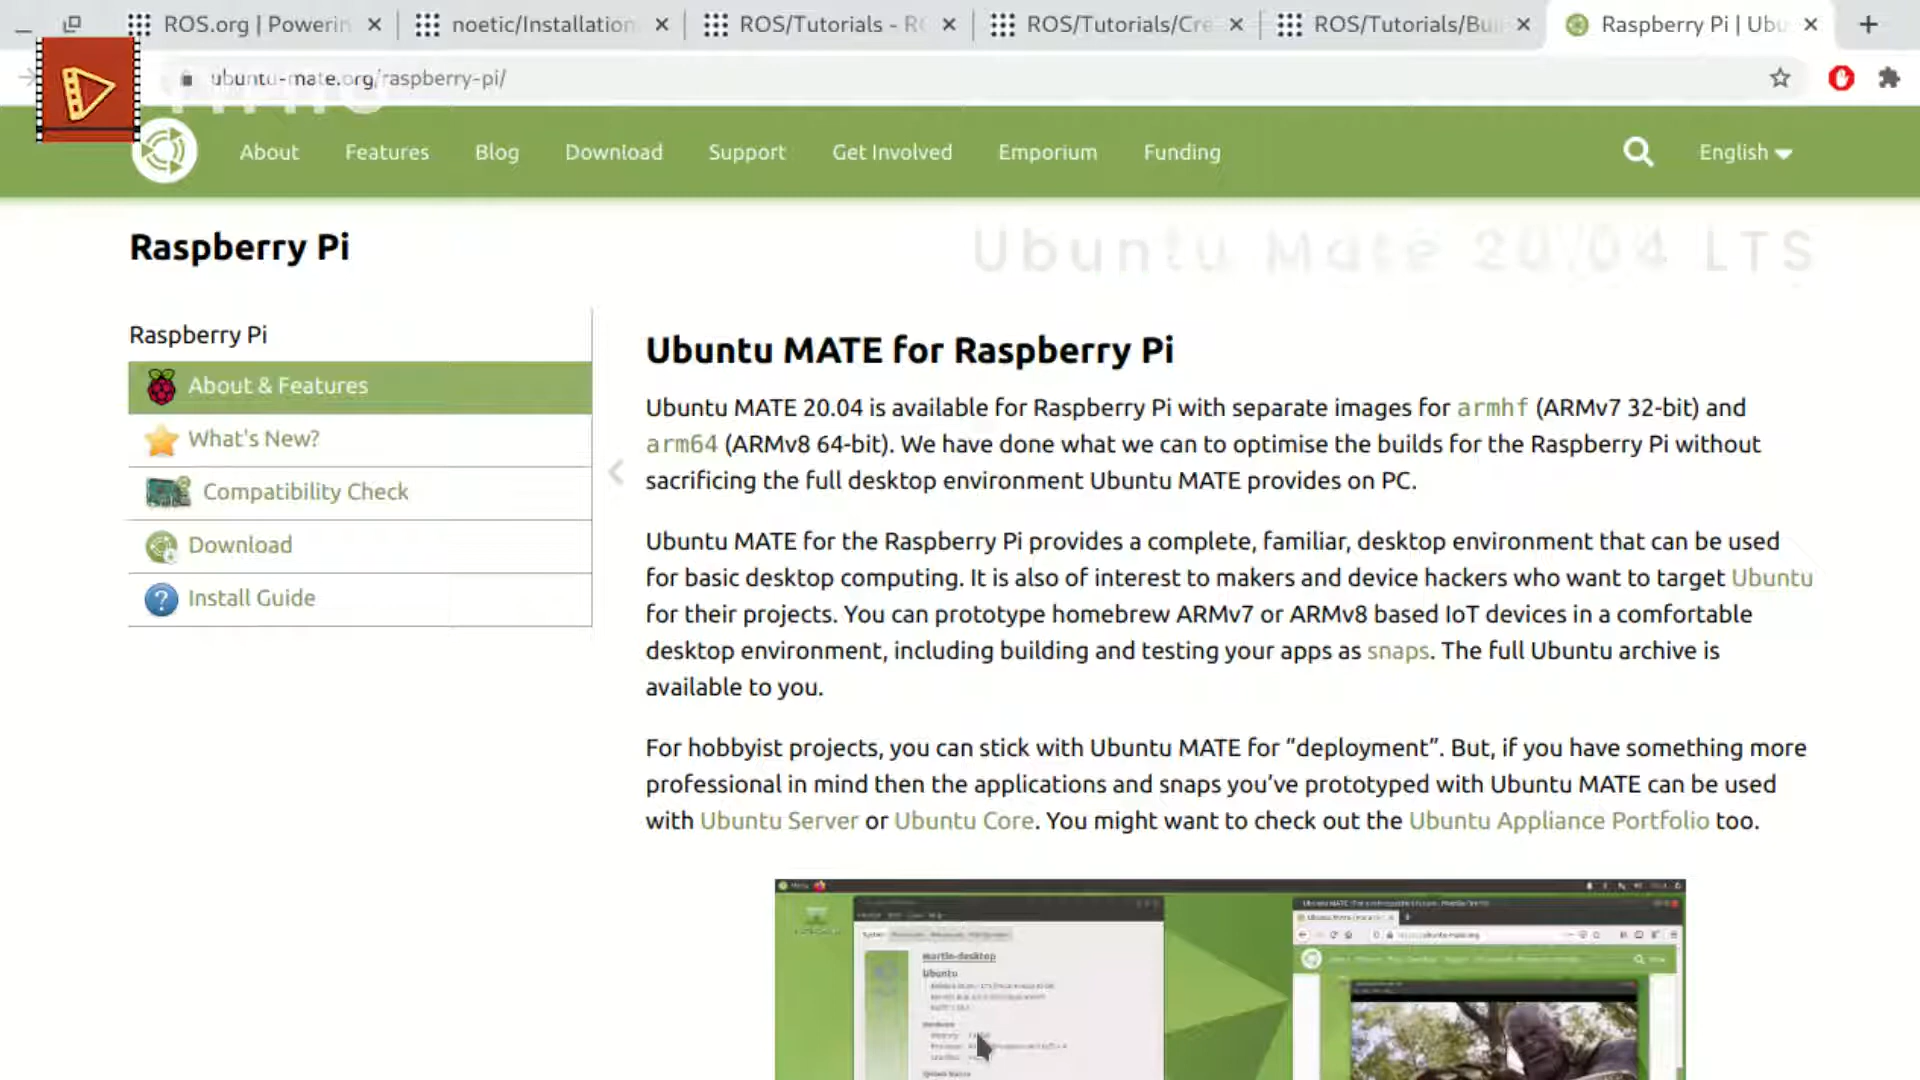 ROS.org | Powerin
noetic/Installation
ROS/Tutorials - RO
ROS/Tutorials/Cre
ROS/Tutorials/Buil
Raspberry Pi | Ubu
ubuntu-mate.org/raspberry-pi/
About
Features
Blog
Download
Support
Get Involved
Emporium
Funding
English
Raspberry Pi
Ubuntu Mate 20.04 LTS
Raspberry Pi
About & Features
What's New?
Compatibility Check
Download
Install Guide
Ubuntu MATE for Raspberry Pi
Ubuntu MATE 20.04 is available for Raspberry Pi with separate images for armhf (ARMv7 32-bit) and
arm64 (ARMv8 64-bit). We have done what we can to optimise the builds for the Raspberry Pi without
sacrificing the full desktop environment Ubuntu MATE provides on PC.
Ubuntu MATE for the Raspberry Pi provides a complete, familiar, desktop environment that can be used
for basic desktop computing. It is also of interest to makers and device hackers who want to target Ubuntu
for their projects. You can prototype homebrew ARMv7 or ARMv8 based IoT devices in a comfortable
desktop environment, including building and testing your apps as snaps. The full Ubuntu archive is
available to you.
For hobbyist projects, you can stick with Ubuntu MATE for “deployment”. But, if you have something more
professional in mind then the applications and snaps you’ve prototyped with Ubuntu MATE can be used
with Ubuntu Server or Ubuntu Core. You might want to check out the Ubuntu Appliance Portfolio too.
martin-desktop
Ubuntu